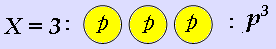 X = 3 : p p p : p³